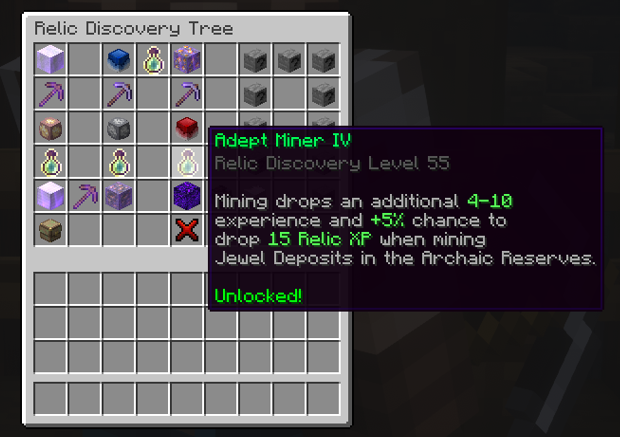 Relic Discovery Tree
Adept Miner IV
Relic Discovery Level 55
Mining drops an additional 4-10
experience and +5% chance to
drop 15 Relic XP when mining
Jewel Deposits in the Archaic Reserves.
Unlocked!